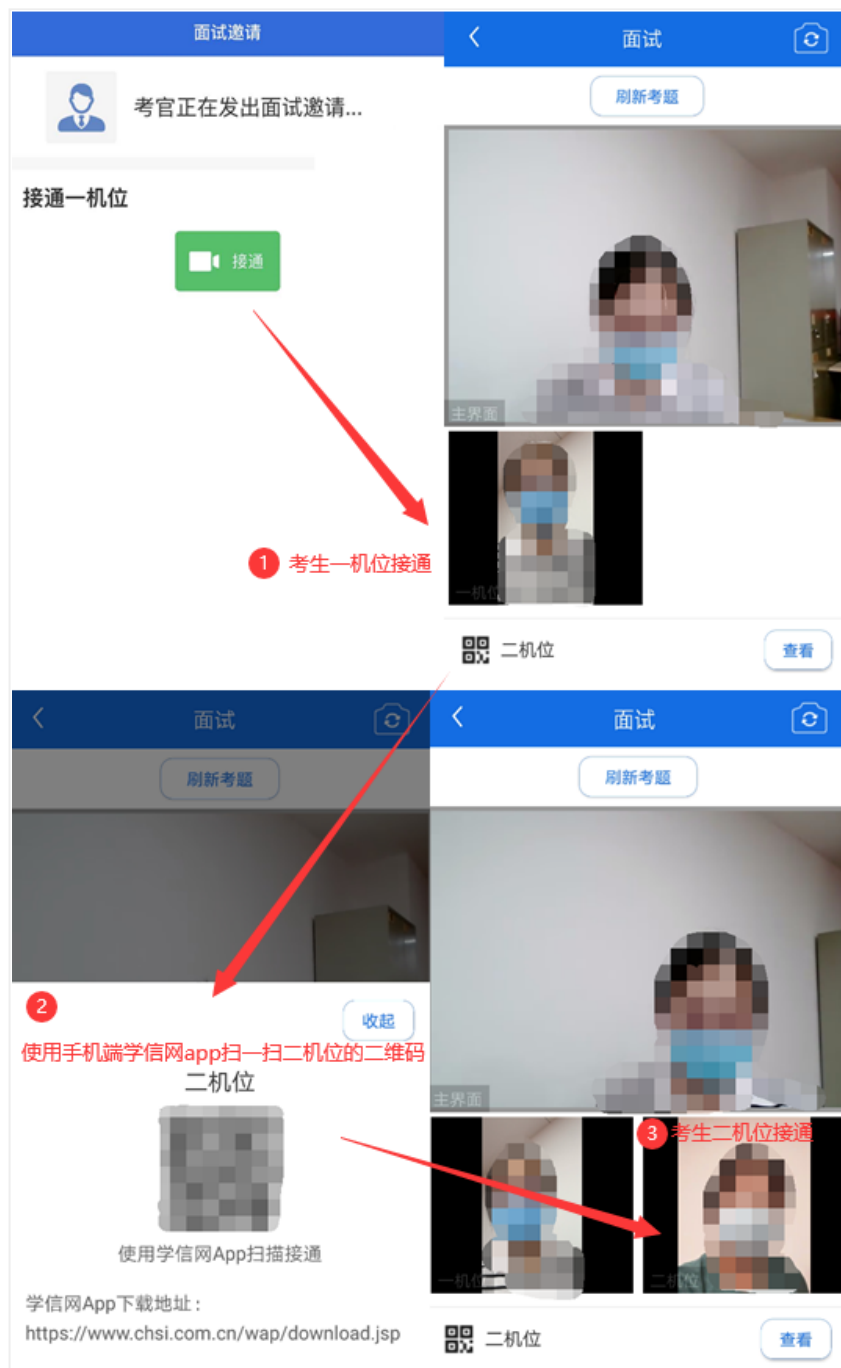 面试邀请
考官正在发出面试邀请...
接通一机位
接通
1 考生一机位接通
面试
刷新考题
主界面
一机位
二机位
查看
面试
刷新考题
2
收起
使用手机端学信网app扫一扫二机位的二维码
二机位
使用学信网App扫描接通
学信网App下载地址：
https://www.chsi.com.cn/wap/download.jsp
面试
刷新考题
主界面
3 考生二机位接通
一机位
二机位
二机位
查看